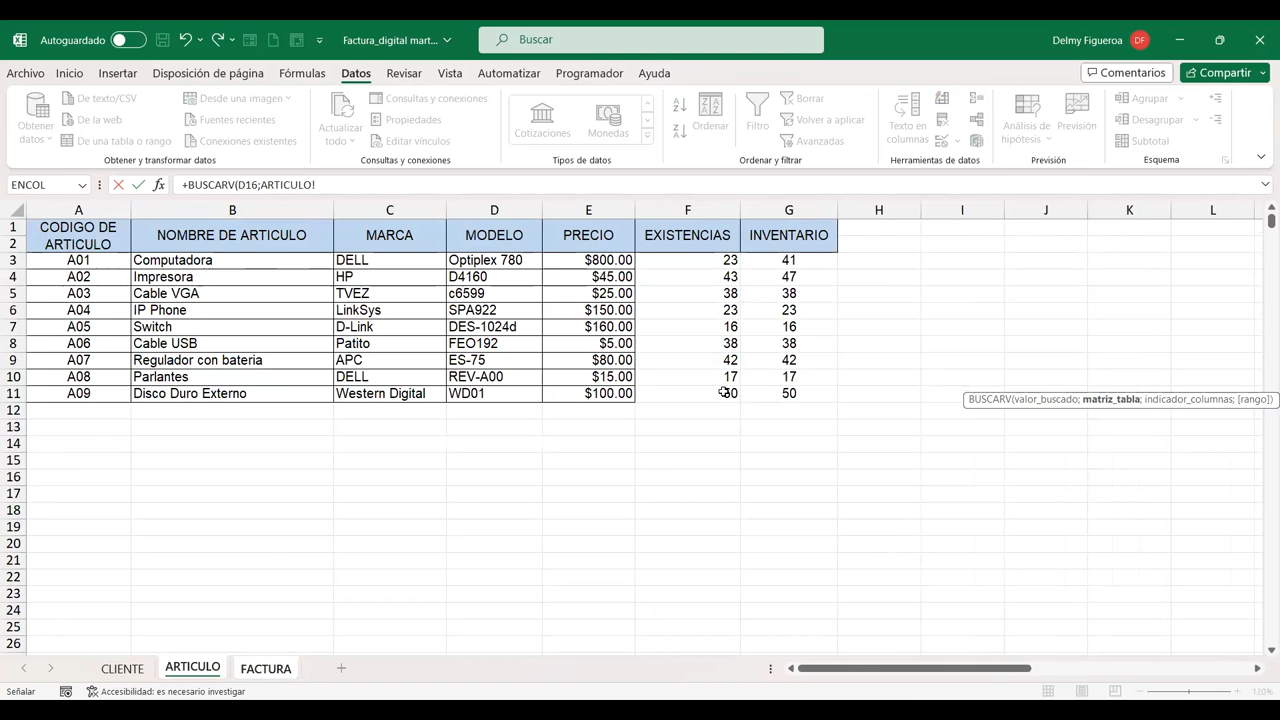 Autoguardado
Factura_digital mart...
Buscar
Delmy Figueroa
DF
Archivo Inicio Insertar Disposición de página Fórmulas Datos Revisar Vista Automatizar Programador Ayuda
Comentarios
Compartir
Obtener datos
De texto/CSV
De la web
De una tabla o rango
Desde una imagen
Fuentes recientes
Conexiones existentes
Obtener y transformar datos
Actualizar todo
Consultas y conexiones
Propiedades
Editar vínculos
Consultas y conexiones
Cotizaciones
Monedas
Tipos de datos
Ordenar
Filtro
Borrar
Volver a aplicar
Avanzadas
Ordenar y filtrar
Texto en columnas
Herramientas de datos
Análisis de hipótesis
Previsión
Previsión
Agrupar
Desagrupar
Subtotal
Esquema
ENCOL
fx
+BUSCARV(D16;ARTICULO!
A B C D E F G H I J K L
1 CODIGO DE NOMBRE DE ARTICULO MARCA MODELO PRECIO EXISTENCIAS INVENTARIO
2 ARTICULO
3 A01 Computadora DELL Optiplex 780 $800.00 23 41
4 A02 Impresora HP D4160 $45.00 43 47
5 A03 Cable VGA TVEZ c6599 $25.00 38 38
6 A04 IP Phone LinkSys SPA922 $150.00 23 23
7 A05 Switch D-Link DES-1024d $160.00 16 16
8 A06 Cable USB Patito FEO192 $5.00 38 38
9 A07 Regulador con bateria APC ES-75 $80.00 42 42
10 A08 Parlantes DELL REV-A00 $15.00 17 17
11 A09 Disco Duro Externo Western Digital WD01 $100.00 50 50
BUSCARV(valor_buscado; matriz_tabla; indicador_columnas; [rango])
12
13
14
15
16
17
18
19
20
21
22
23
24
25
26
CLIENTE ARTICULO FACTURA
Señalar
Accesibilidad: es necesario investigar
120%